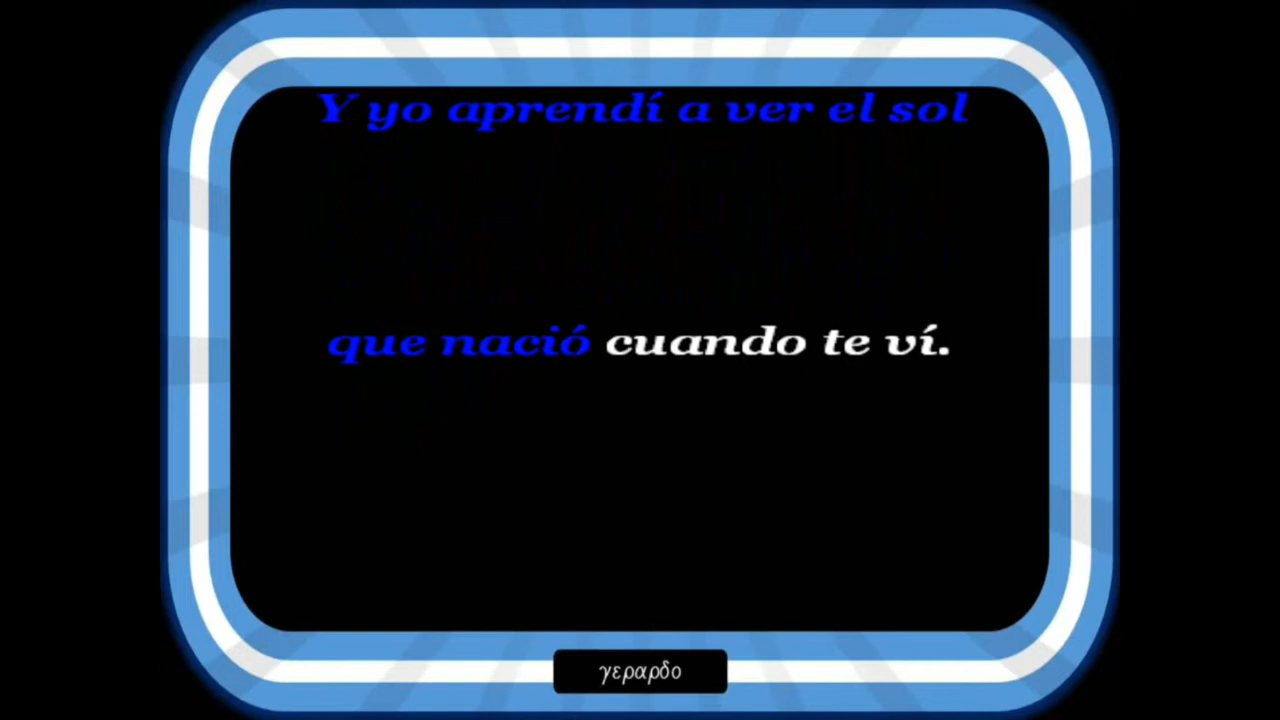 Y yo aprendí a ver el sol
que nació cuando te ví.
γεραρδο